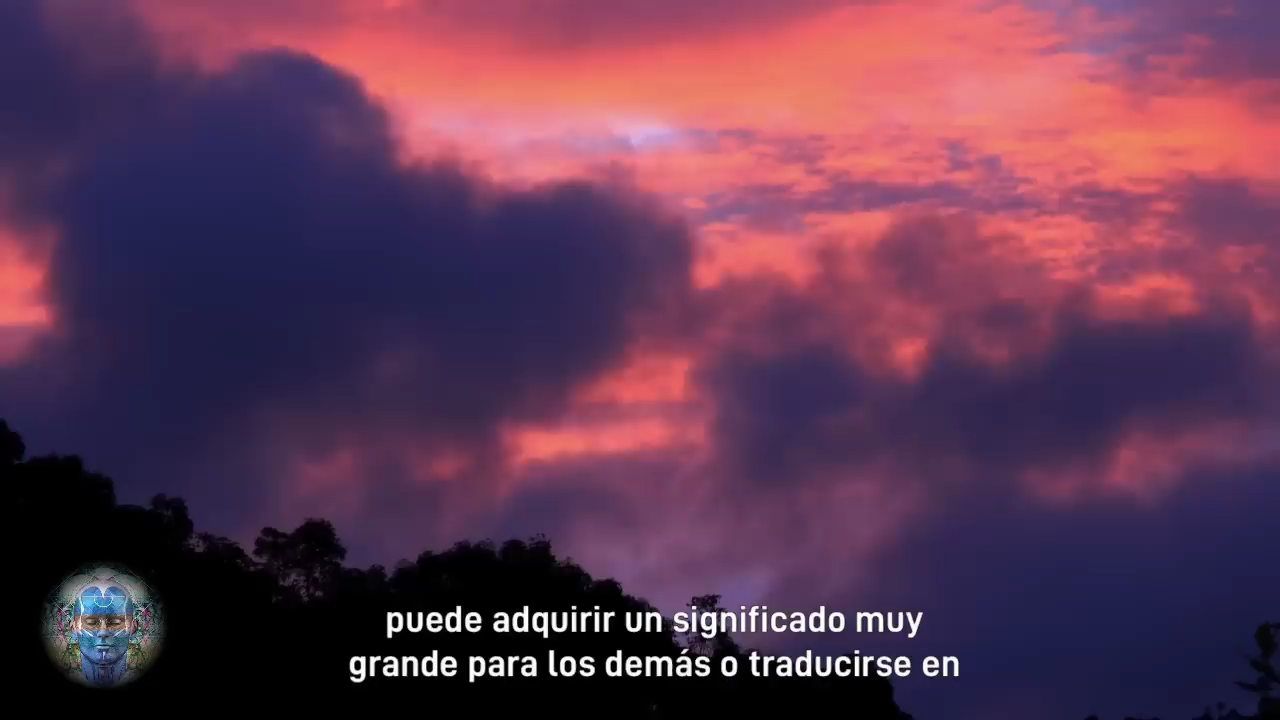 puede adquirir un significado muy
grande para los demás o traducirse en